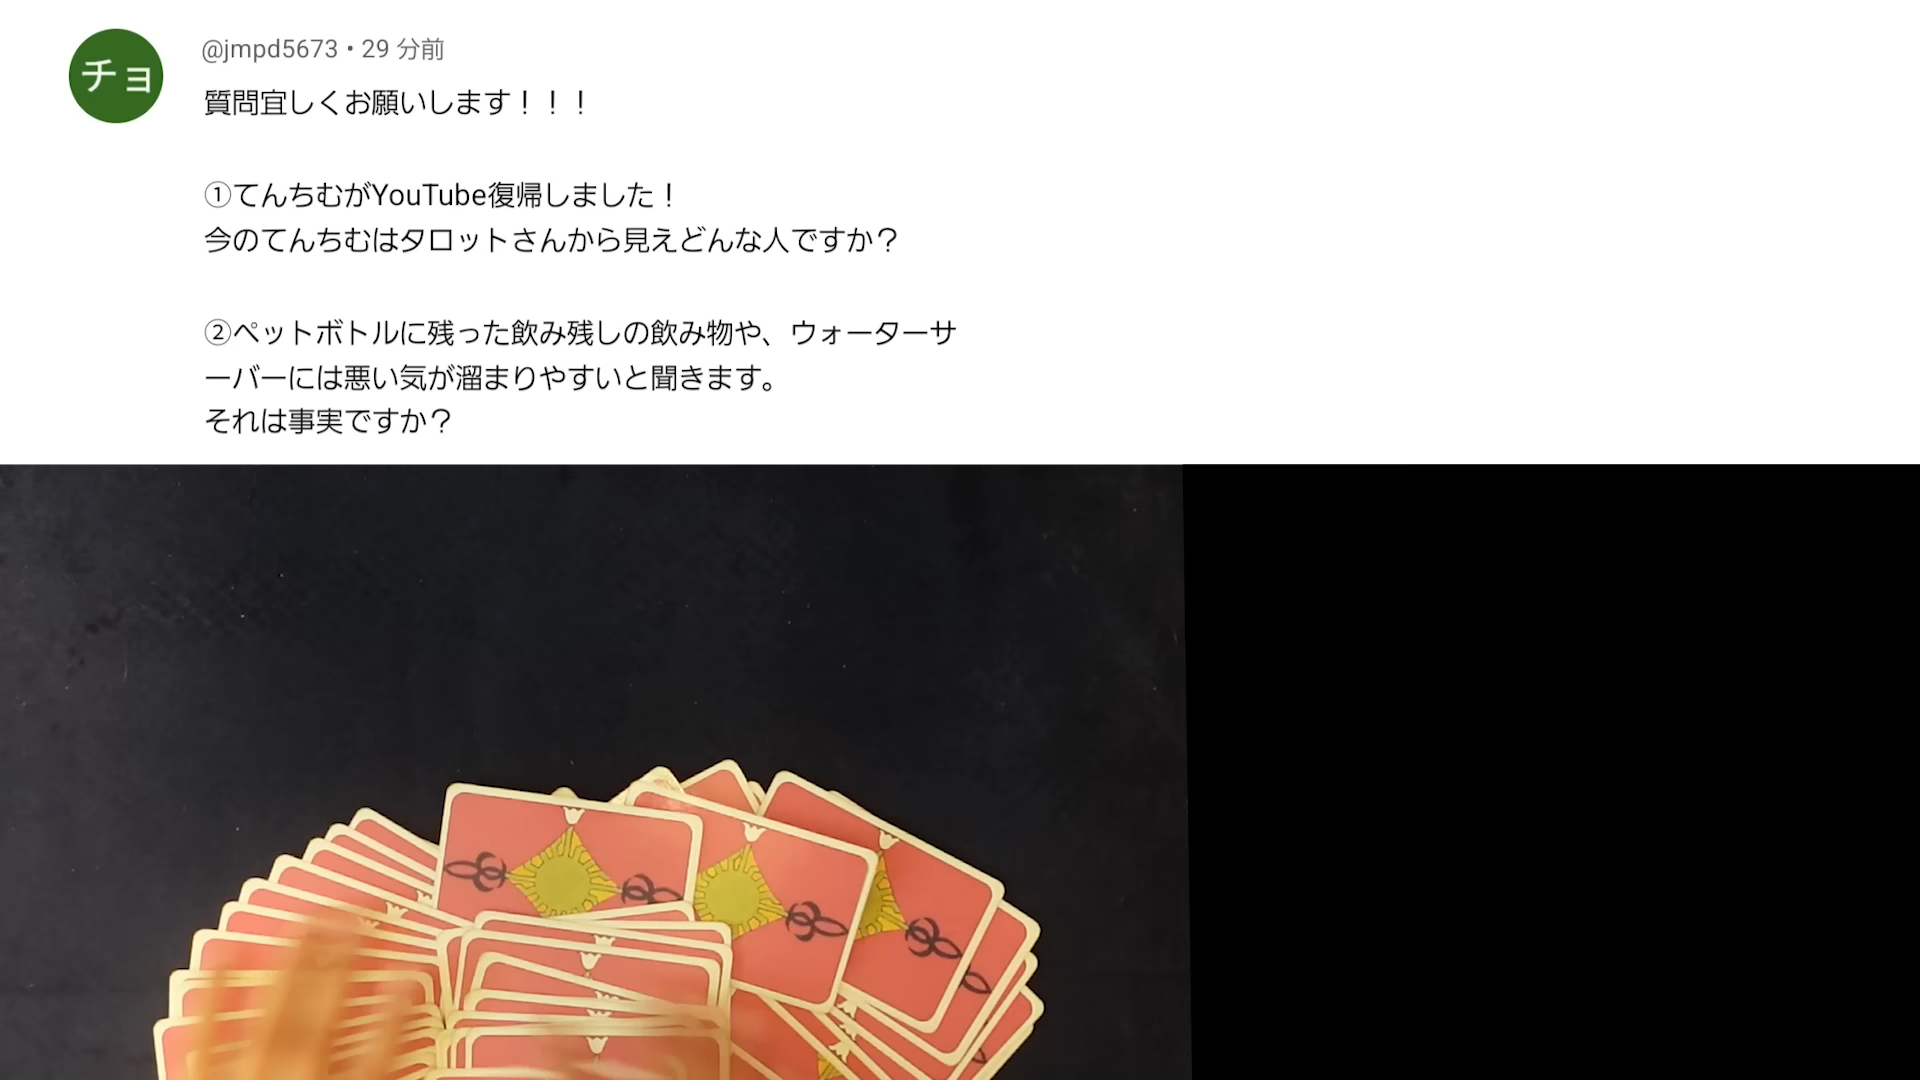 チョ
@jmpd5673 • 29 分前
質問宜しくお願いします！！！
①てんちむがYouTube復帰しました！
今のてんちむはタロットさんから見えどんな人ですか？
②ペットボトルに残った飲み残しの飲み物や、ウォーターサ
ーバーには悪い気が溜まりやすいと聞きます。
それは事実ですか？